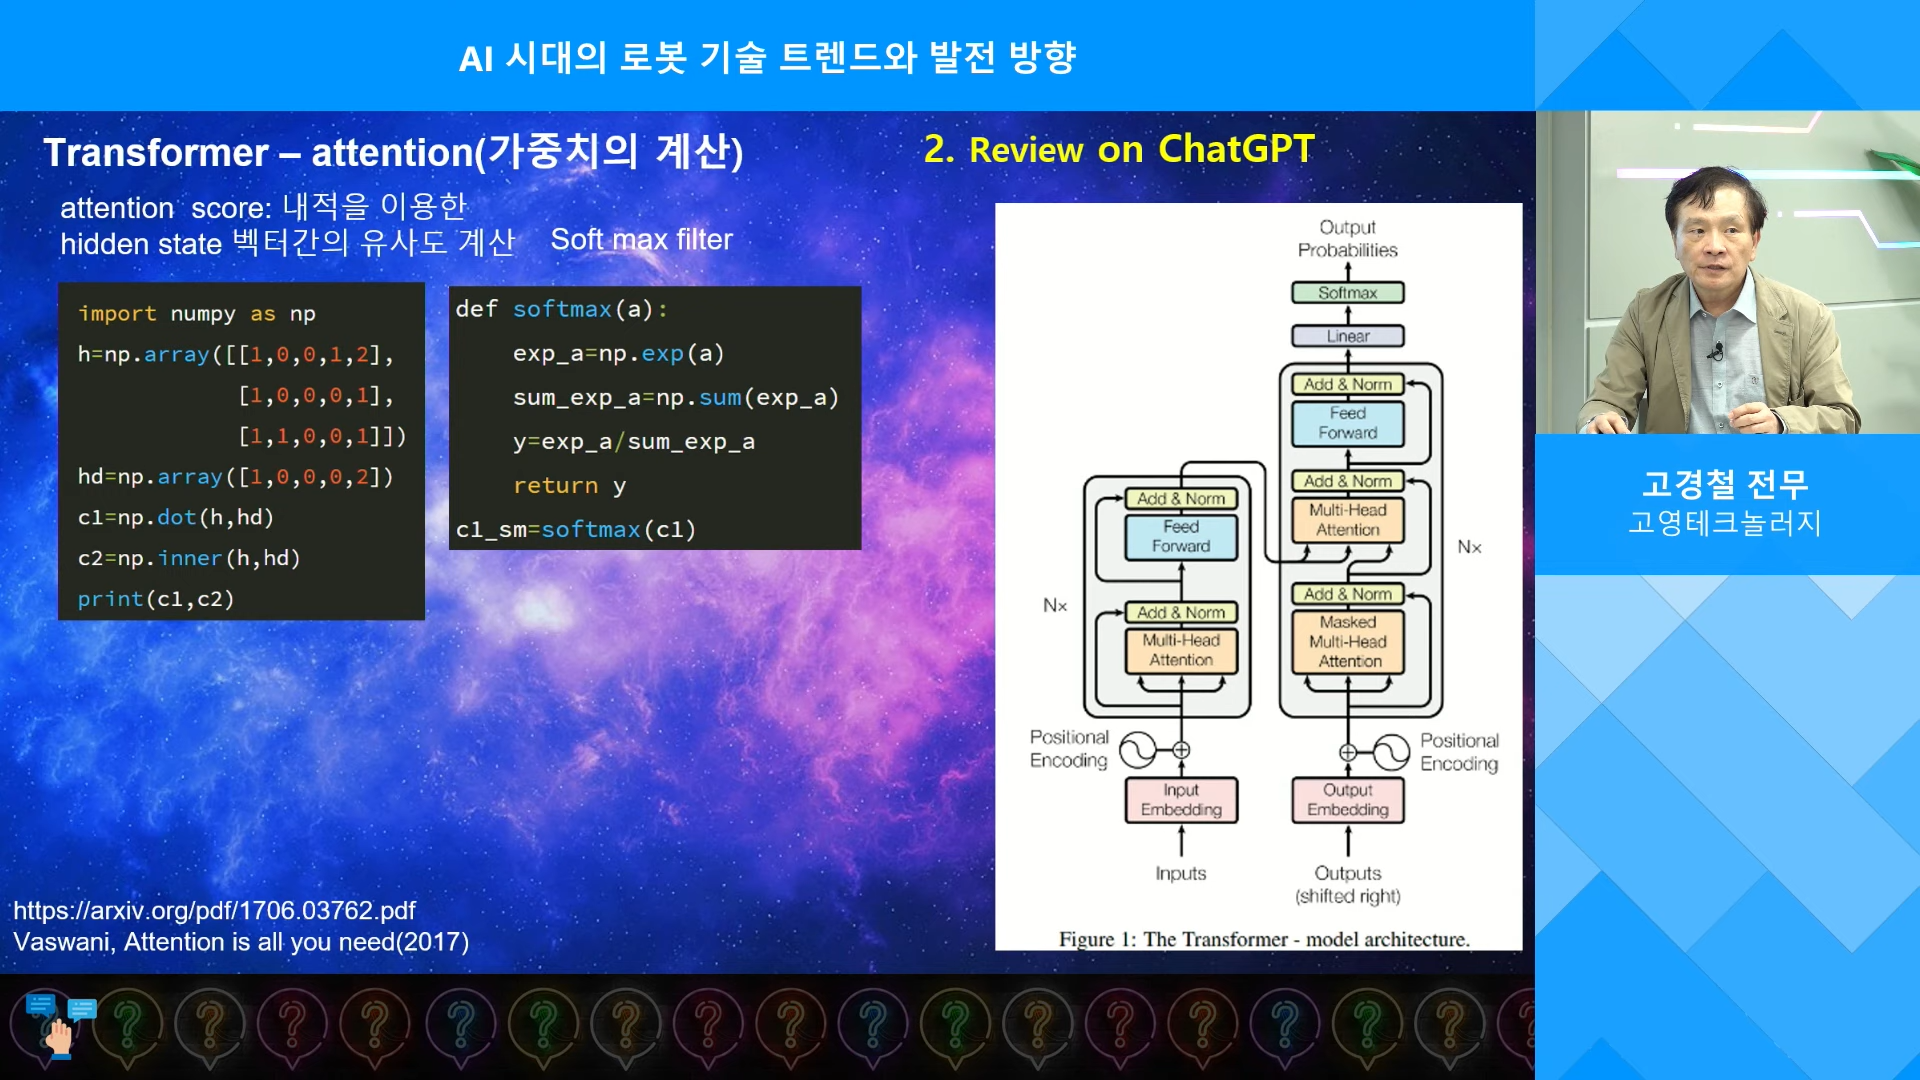 AI 시대의 로봇 기술 트렌드와 발전 방향
Transformer – attention(가중치의 계산)
2. Review on ChatGPT
attention  score: 내적을 이용한
hidden state 벡터간의 유사도 계산
Soft max filter
import numpy as np
h=np.array([[1,0,0,1,2],
[1,0,0,0,1],
[1,1,0,0,1]])
hd=np.array([1,0,0,0,2])
c1=np.dot(h,hd)
c2=np.inner(h,hd)
print(c1,c2)
def softmax(a):
exp_a=np.exp(a)
sum_exp_a=np.sum(exp_a)
y=exp_a/sum_exp_a
return y
c1_sm=softmax(c1)
Output
Probabilities
Softmax
Linear
Add & Norm
Feed
Forward
Add & Norm
Multi-Head
Attention
Nx
Add & Norm
Masked
Multi-Head
Attention
Add & Norm
Feed
Forward
Nx
Add & Norm
Multi-Head
Attention
Positional
Encoding
Positional
Encoding
Input
Embedding
Output
Embedding
Inputs
Outputs
(shifted right)
Figure 1: The Transformer - model architecture.
https://arxiv.org/pdf/1706.03762.pdf
Vaswani, Attention is all you need(2017)
고경철 전무
고영테크놀러지